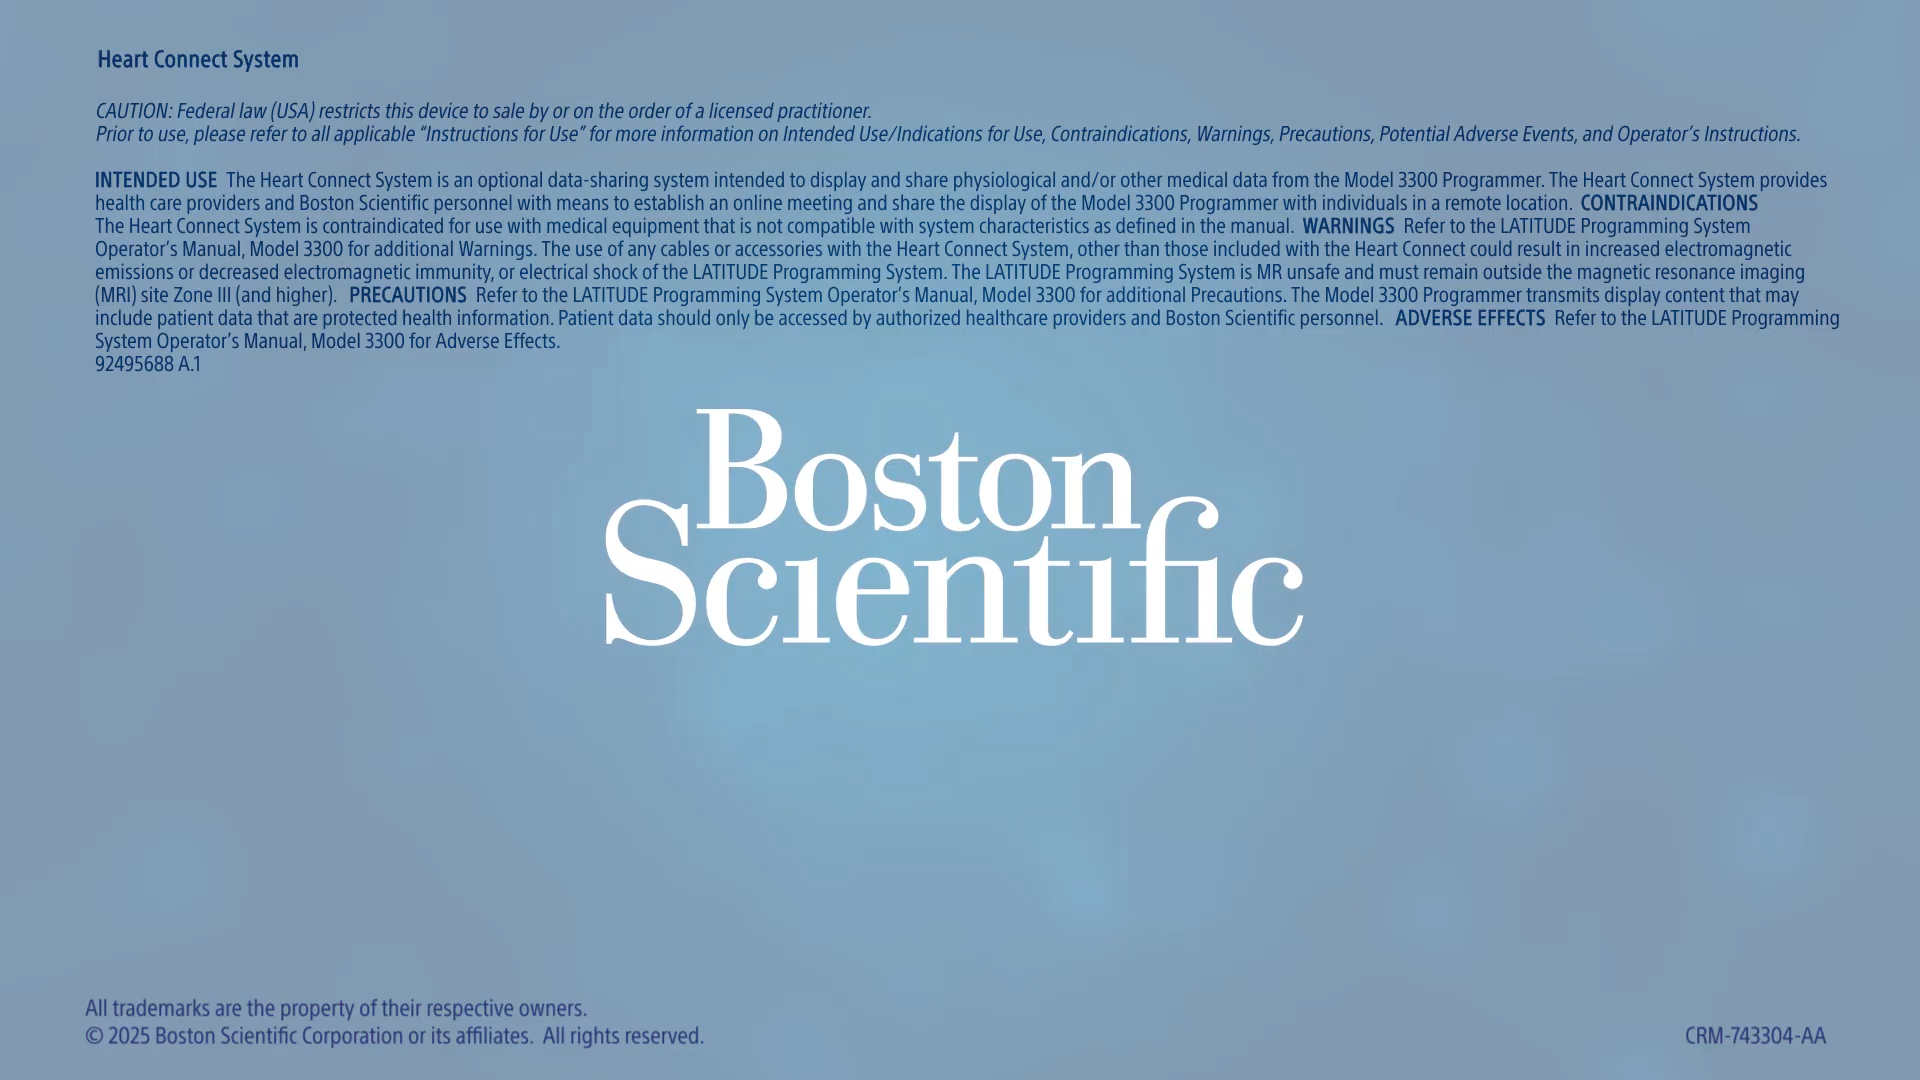 Heart Connect System
CAUTION: Federal law (USA) restricts this device to sale by or on the order of a licensed practitioner.
Prior to use, please refer to all applicable “Instructions for Use” for more information on Intended Use/Indications for Use, Contraindications, Warnings, Precautions, Potential Adverse Events, and Operator’s Instructions.
INTENDED USE The Heart Connect System is an optional data-sharing system intended to display and share physiological and/or other medical data from the Model 3300 Programmer. The Heart Connect System provides
health care providers and Boston Scientific personnel with means to establish an online meeting and share the display of the Model 3300 Programmer with individuals in a remote location. CONTRAINDICATIONS
The Heart Connect System is contraindicated for use with medical equipment that is not compatible with system characteristics as defined in the manual. WARNINGS Refer to the LATITUDE Programming System
Operator’s Manual, Model 3300 for additional Warnings. The use of any cables or accessories with the Heart Connect System, other than those included with the Heart Connect could result in increased electromagnetic
emissions or decreased electromagnetic immunity, or electrical shock of the LATITUDE Programming System. The LATITUDE Programming System is MR unsafe and must remain outside the magnetic resonance imaging
(MRI) site Zone III (and higher). PRECAUTIONS Refer to the LATITUDE Programming System Operator’s Manual, Model 3300 for additional Precautions. The Model 3300 Programmer transmits display content that may
include patient data that are protected health information. Patient data should only be accessed by authorized healthcare providers and Boston Scientific personnel. ADVERSE EFFECTS Refer to the LATITUDE Programming
System Operator’s Manual, Model 3300 for Adverse Effects.
92495688 A.1
Boston
Scientific
All trademarks are the property of their respective owners.
© 2025 Boston Scientific Corporation or its affiliates. All rights reserved.
CRM-743304-AA